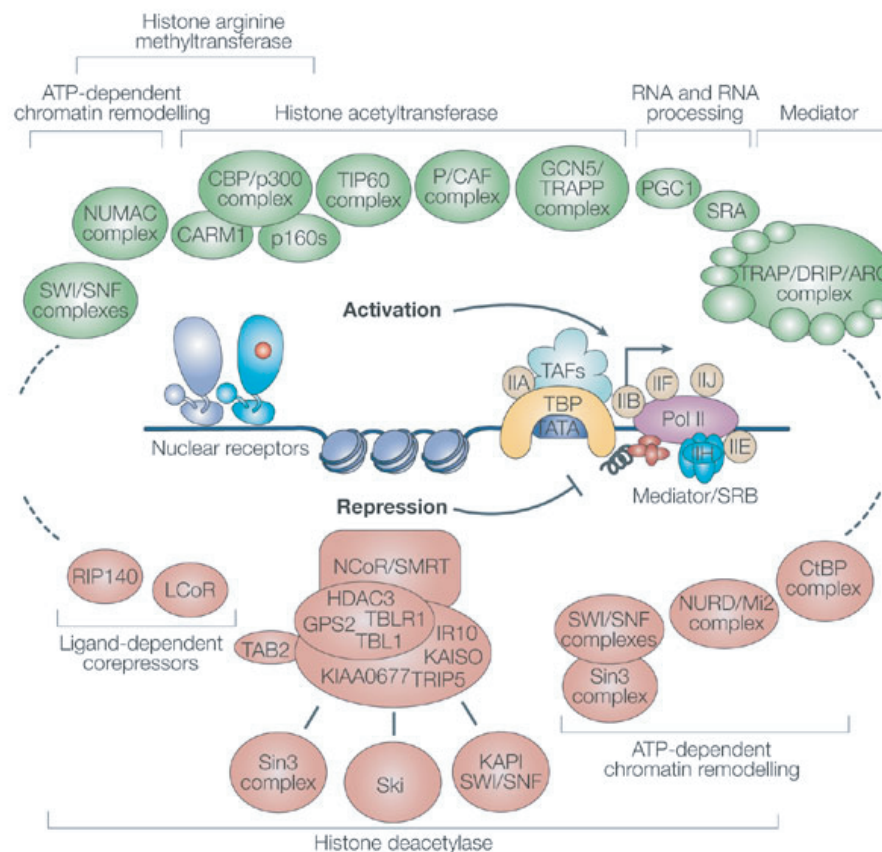 Histone arginine
methyltransferase
ATP-dependent
chromatin remodelling
Histone acetyltransferase
RNA and RNA
processing
Mediator
CBP/p300
complex
TIP60
complex
P/CAF
complex
GCN5/
TRAPP
complex
PGC1
SRA
NUMAC
complex
CARM1
p160s
SWI/SNF
complexes
TRAP/DRIP/ARC
complex
Activation
TAFs
IIA
TBP
TATA
IIB
IIF
IIJ
Pol II
IIH
IIE
Nuclear receptors
Mediator/SRB
Repression
NCoR/SMRT
HDAC3
GPS2
TBLR1
TBL1
IR10
KAISO
KIAA0677
TRIP5
TAB2
RIP140
LCoR
Ligand-dependent
corepressors
CtBP
complex
NURD/Mi2
complex
SWI/SNF
complexes
Sin3
complex
ATP-dependent
chromatin remodelling
Sin3
complex
Ski
KAPI
SWI/SNF
Histone deacetylase